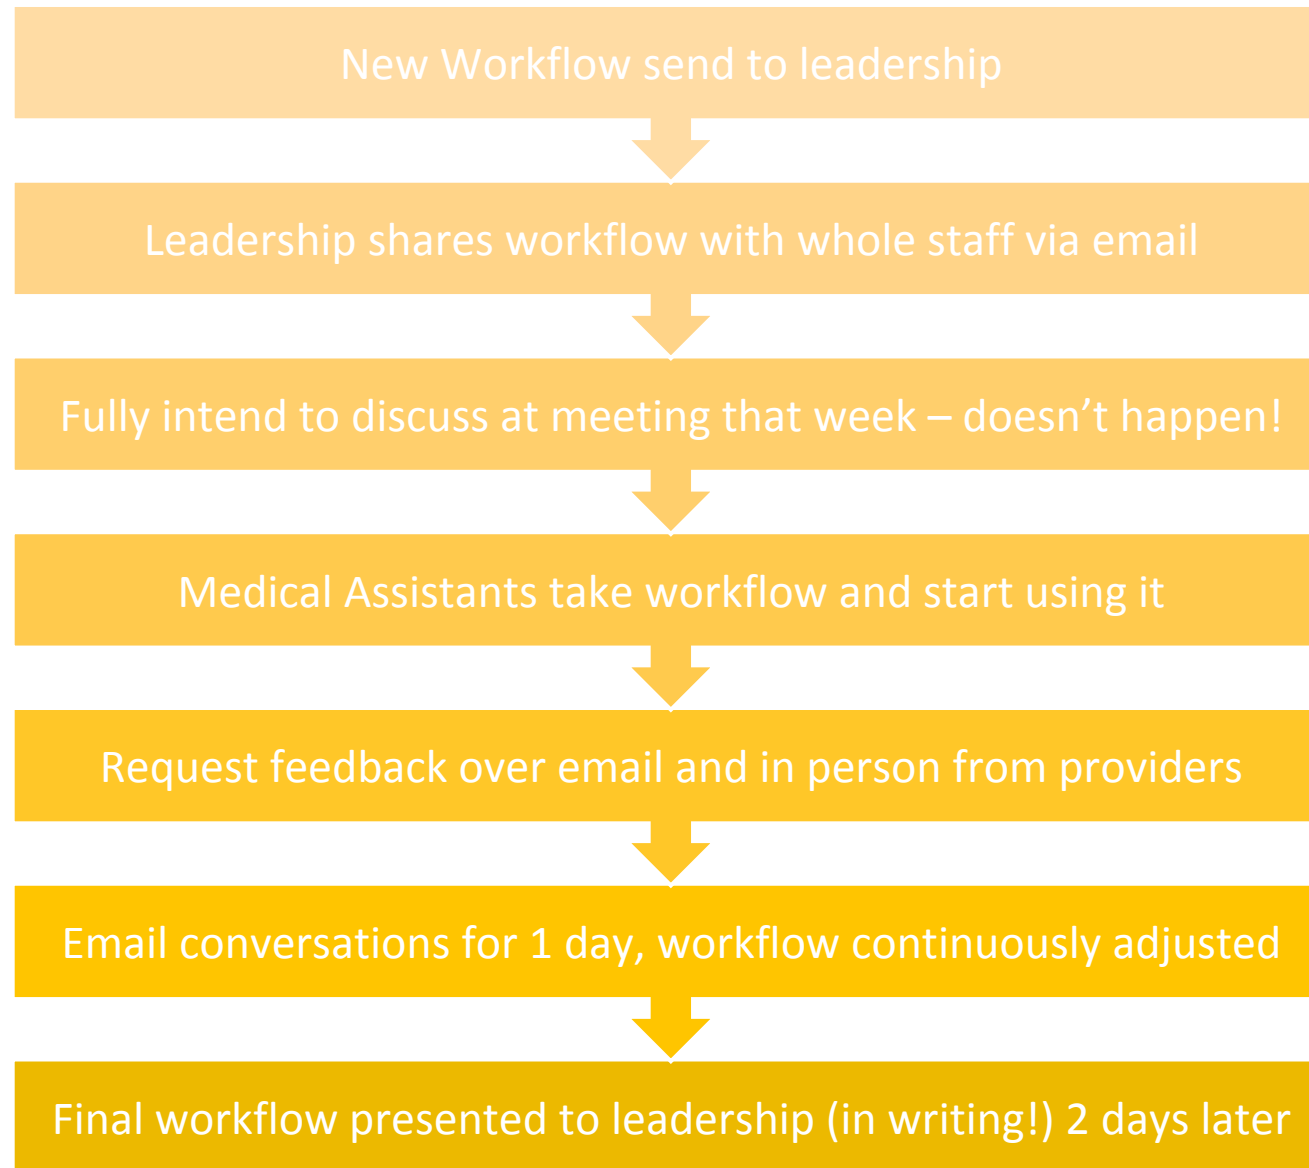 New Workflow send to leadership
Leadership shares workflow with whole staff via email
Fully intend to discuss at meeting that week – doesn’t happen!
Medical Assistants take workflow and start using it
Request feedback over email and in person from providers
Email conversations for 1 day, workflow continuously adjusted
Final workflow presented to leadership (in writing!) 2 days later